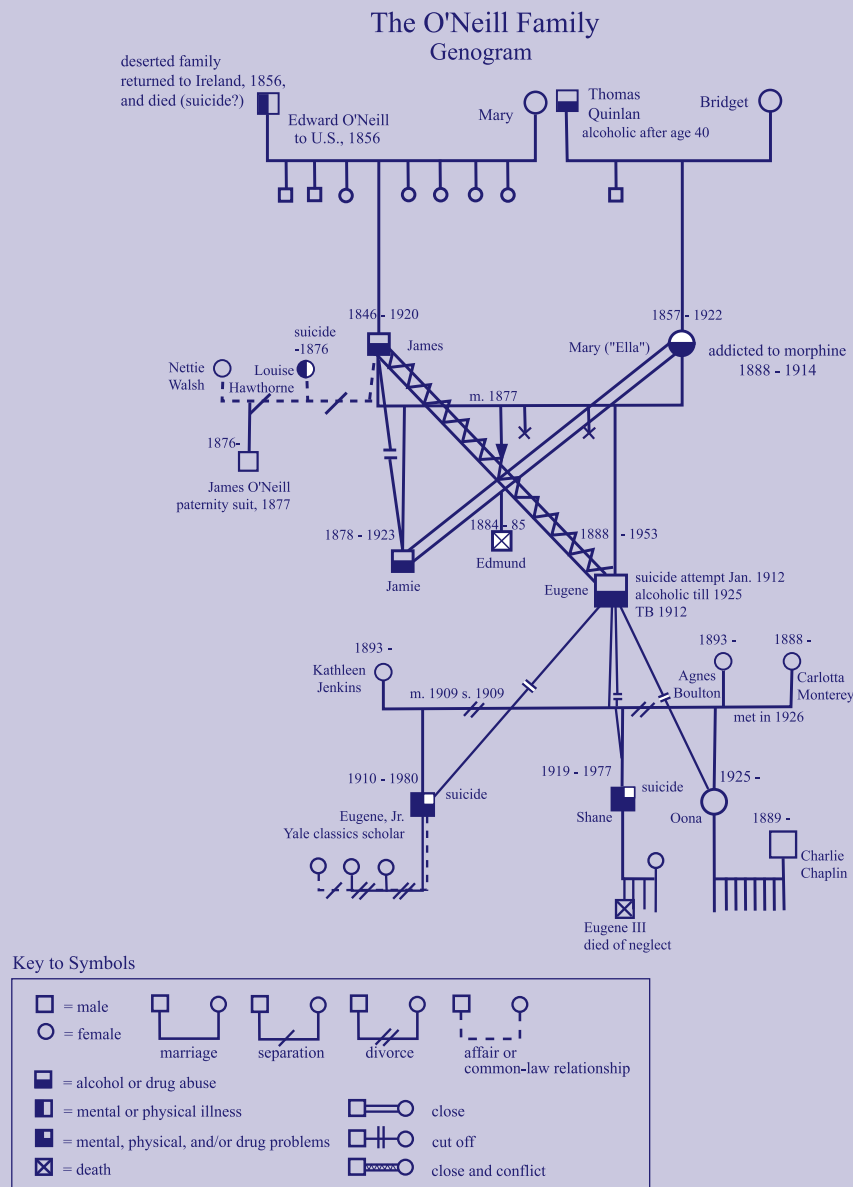 The O'Neill Family
Genogram
deserted family
returned to Ireland, 1856,
and died (suicide?)
Edward O'Neill
to U.S., 1856
Mary
Thomas
Quinlan
alcoholic after age 40
Bridget
1846 - 1920
James
1857 - 1922
Mary ("Ella")
addicted to morphine
1888 - 1914
suicide
-1876
Nettie
Walsh
Louise
Hawthorne
m. 1877
1876-
James O'Neill
paternity suit, 1877
1878 - 1923
Jamie
1884 - 85
Edmund
1888 - 1953
Eugene
suicide attempt Jan. 1912
alcoholic till 1925
TB 1912
1893 -
Kathleen
Jenkins
m. 1909 s. 1909
1893 -
Agnes
Boulton
1888 -
Carlotta
Monterey
met in 1926
1910 - 1980
suicide
Eugene, Jr.
Yale classics scholar
1919 - 1977
suicide
Shane
1925 -
Oona
1889 -
Charlie
Chaplin
Eugene III
died of neglect
Key to Symbols
= male
= female
marriage
separation
divorce
affair or
common-law relationship
= alcohol or drug abuse
= mental or physical illness
= mental, physical, and/or drug problems
= death
close
cut off
close and conflict